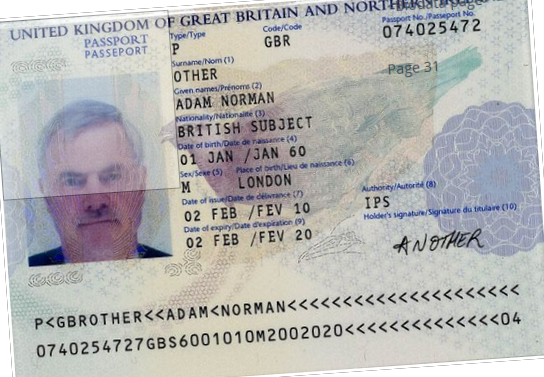 UNITED KINGDOM OF GREAT BRITAIN AND NORTHERN
PASSPORT
PASSEPORT
Type/Type
P
Code/Code
GBR
Passport No./Passeport No.
074025472
Page 31
Surname/Nom (1)
OTHER
Given names/Prénoms (2)
ADAM NORMAN
Nationality/Nationalité (3)
BRITISH SUBJECT
Date of birth/Date de naissance (4)
01 JAN /JAN 60
Sex/Sexe (5) Place of birth/Lieu de naissance (6)
M LONDON
Date of issue/Date de délivrance (7)
02 FEB /FEV 10
Authority/Autorité (8)
IPS
Date of expiry/Date d'expiration (9)
02 FEB /FEV 20
Holder's signature/Signature du titulaire (10)
A NOTHER
P<GBROTHER<<ADAM<NORMAN<<<<<<<<<<<<<<<<<<<<<
0740254727GBS6001010M2002020<<<<<<<<<<<<<<04